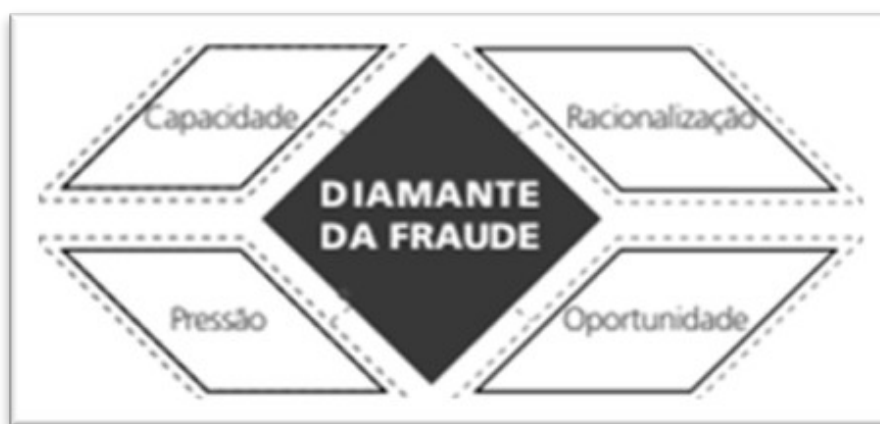 Capacidade
Racionalização
DIAMANTE
DA FRAUDE
Pressão
Oportunidade